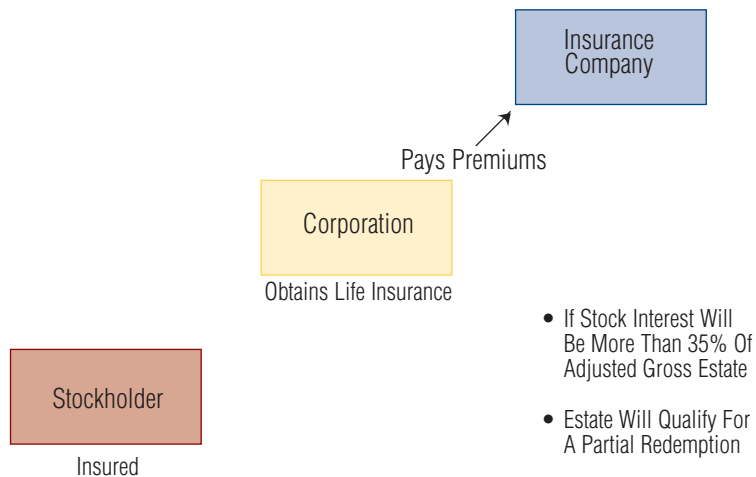 Insurance
Company
Pays Premiums
Corporation
Obtains Life Insurance
• If Stock Interest Will
Be More Than 35% Of
Adjusted Gross Estate
Stockholder
• Estate Will Qualify For
A Partial Redemption
Insured